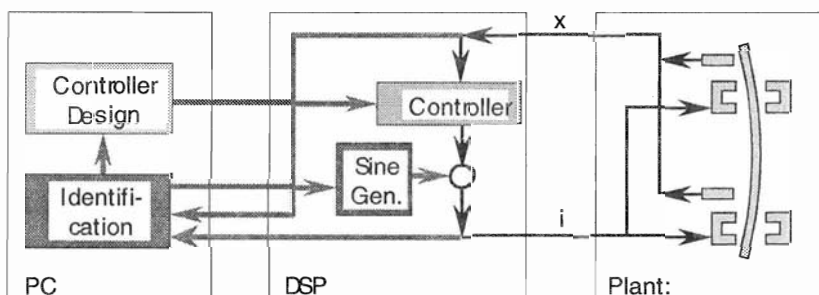 x
Controller
Design
Controller
Sine
Gen.
Identifi-
cation
i
PC
DSP
Plant: